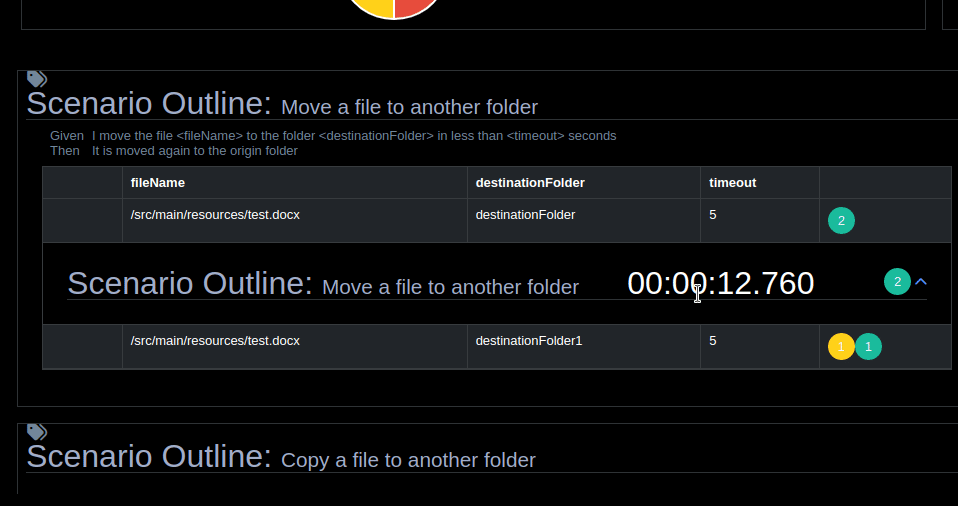 Scenario Outline: Move a file to another folder
Given I move the file <fileName> to the folder <destinationFolder> in less than <timeout> seconds
Then It is moved again to the origin folder
fileName destinationFolder timeout
/src/main/resources/test.docx destinationFolder 5 2
Scenario Outline: Move a file to another folder 00:00:12.760 2
/src/main/resources/test.docx destinationFolder1 5 1 1
Scenario Outline: Copy a file to another folder